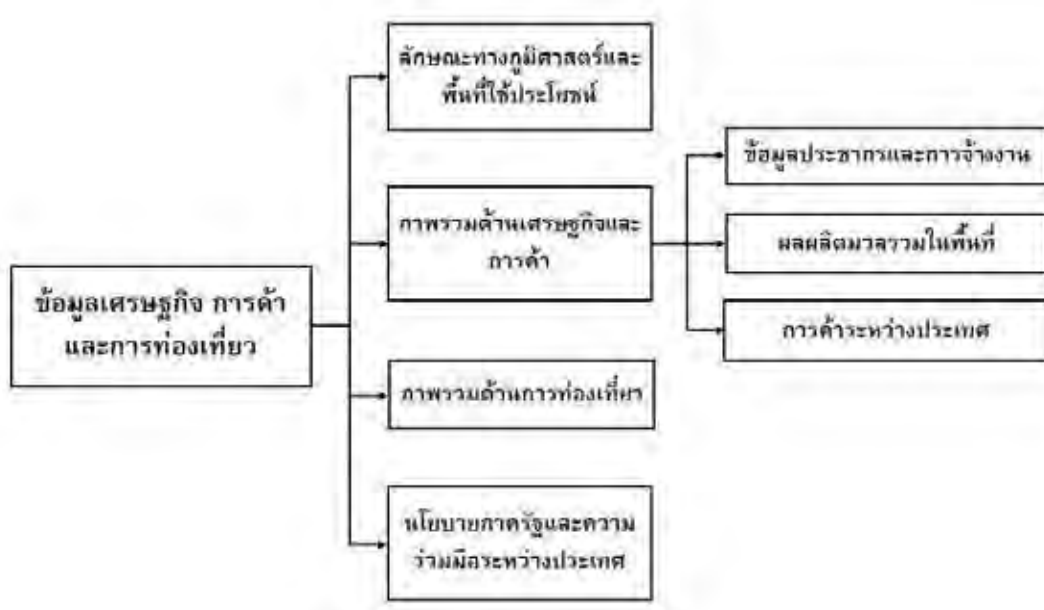 ลักษณะทางภูมิศาสตร์และ
พื้นที่ใช้ประโยชน์
ข้อมูลประชากรและการจ้างงาน
ภาพรวมด้านเศรษฐกิจและ
การค้า
ผลผลิตมวลรวมในพื้นที่
ข้อมูลเศรษฐกิจ การค้า
และการท่องเที่ยว
การค้าระหว่างประเทศ
ภาพรวมด้านการท่องเที่ยว
นโยบายภาครัฐและความ
ร่วมมือระหว่างประเทศ